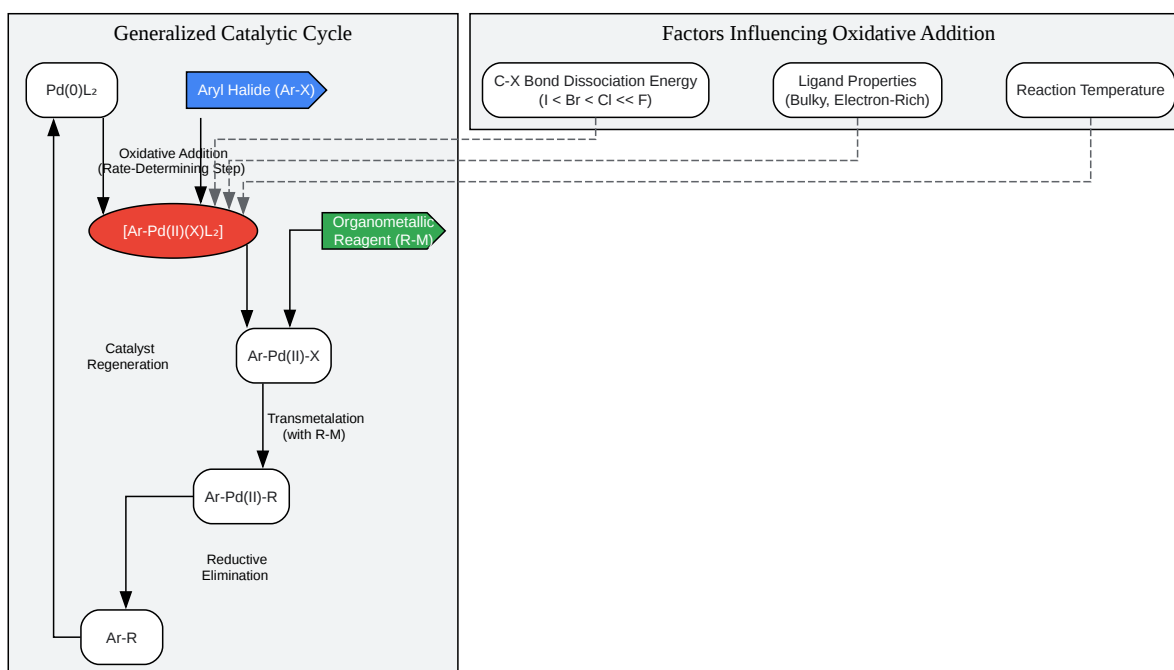 Generalized Catalytic Cycle
Factors Influencing Oxidative Addition
Pd(0)L₂
Aryl Halide (Ar-X)
C-X Bond Dissociation Energy
(I < Br < Cl << F)
Ligand Properties
(Bulky, Electron-Rich)
Reaction Temperature
Oxidative Addition
(Rate-Determining Step)
[Ar-Pd(II)(X)L₂]
Organometallic
Reagent (R-M)
Ar-Pd(II)-X
Catalyst
Regeneration
Transmetalation
(with R-M)
Ar-Pd(II)-R
Reductive
Elimination
Ar-R